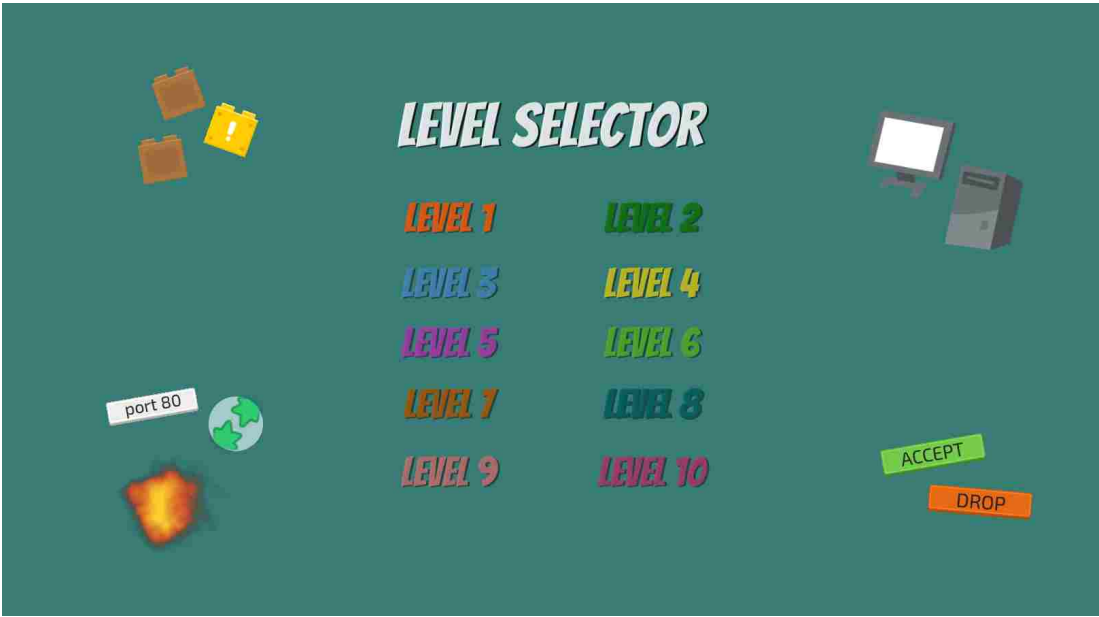 LEVEL SELECTOR
LEVEL 1
LEVEL 2
LEVEL 3
LEVEL 4
LEVEL 5
LEVEL 6
LEVEL 7
LEVEL 8
LEVEL 9
LEVEL 10
!
port 80
ACCEPT
DROP